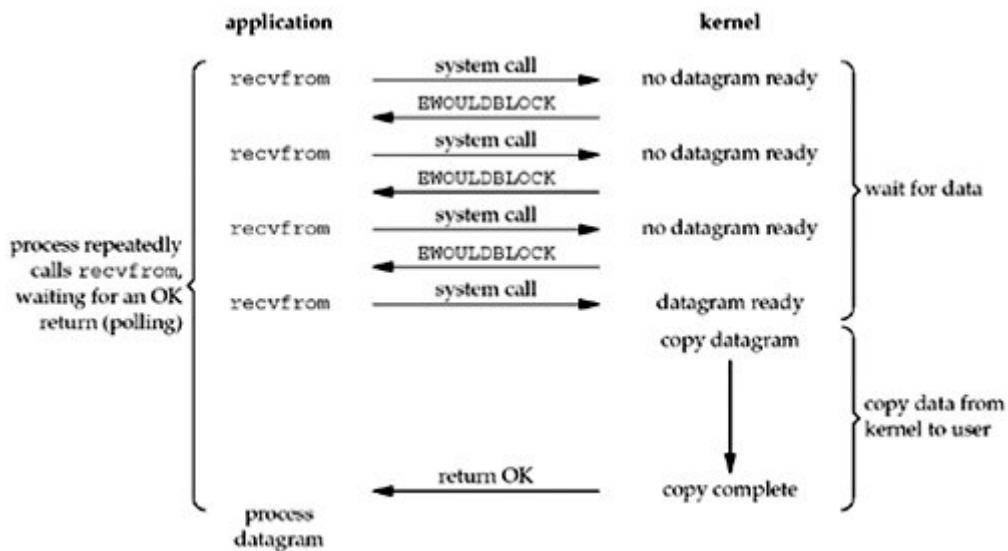 application kernel
recvfrom system call no datagram ready
EWOULDBLOCK
recvfrom system call no datagram ready
EWOULDBLOCK
wait for data
recvfrom system call no datagram ready
process repeatedly
calls recvfrom,
waiting for an OK
return (polling)
EWOULDBLOCK
recvfrom system call datagram ready
copy datagram
copy data from
kernel to user
return OK copy complete
process
datagram